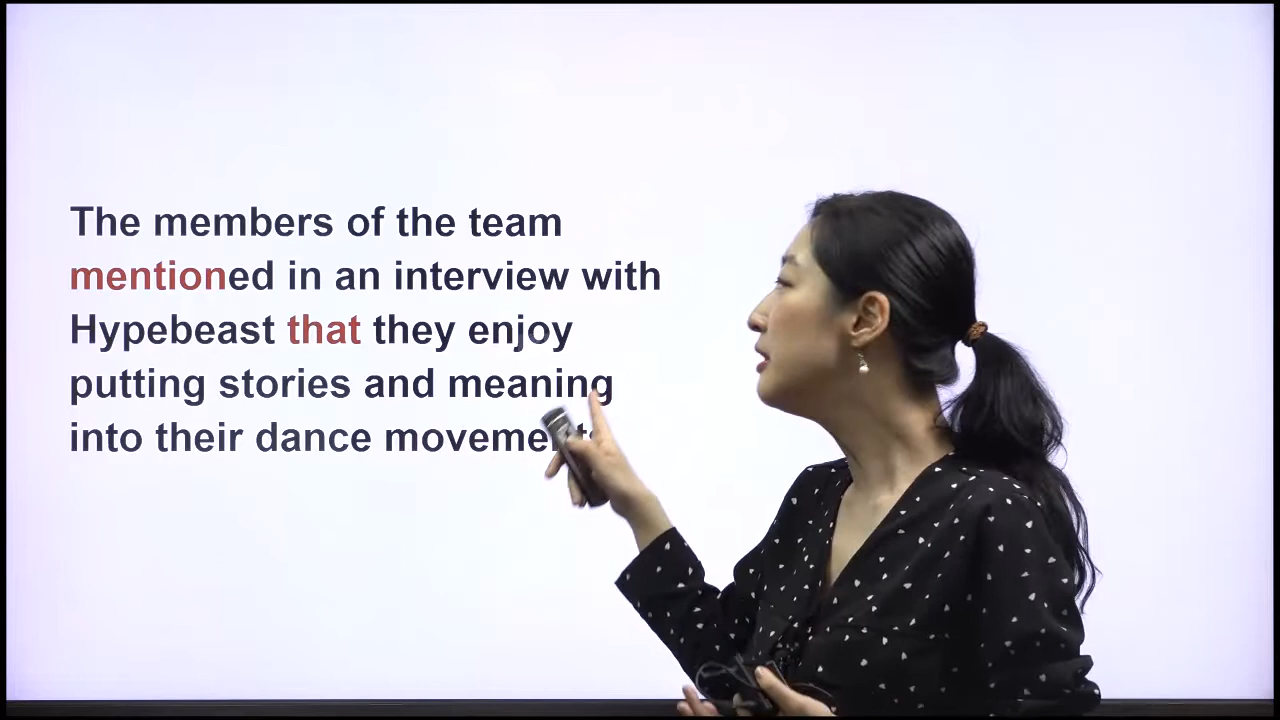 The members of the team
mentioned in an interview with
Hypebeast that they enjoy
putting stories and meaning
into their dance movements